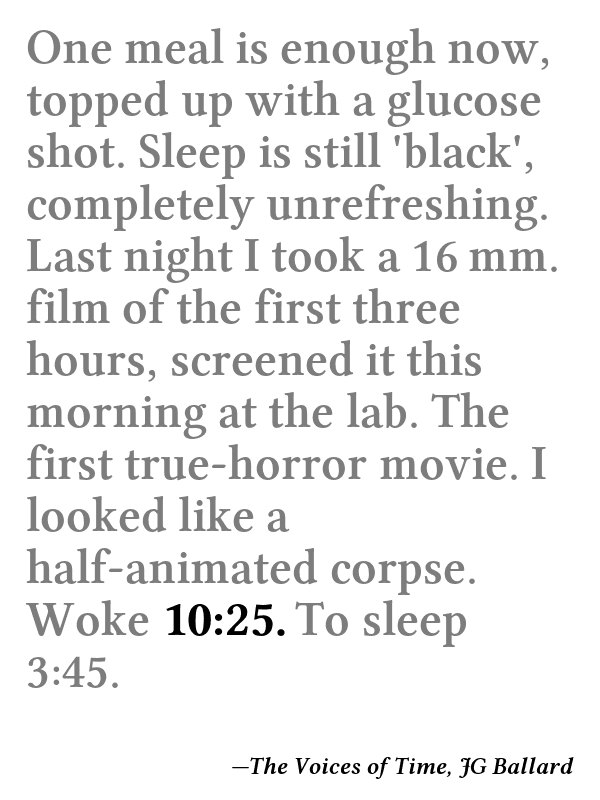 One meal is enough now,
topped up with a glucose
shot. Sleep is still 'black',
completely unrefreshing.
Last night I took a 16 mm.
film of the first three
hours, screened it this
morning at the lab. The
first true-horror movie. I
looked like a
half-animated corpse.
Woke 10:25. To sleep
3:45.
—The Voices of Time, JG Ballard